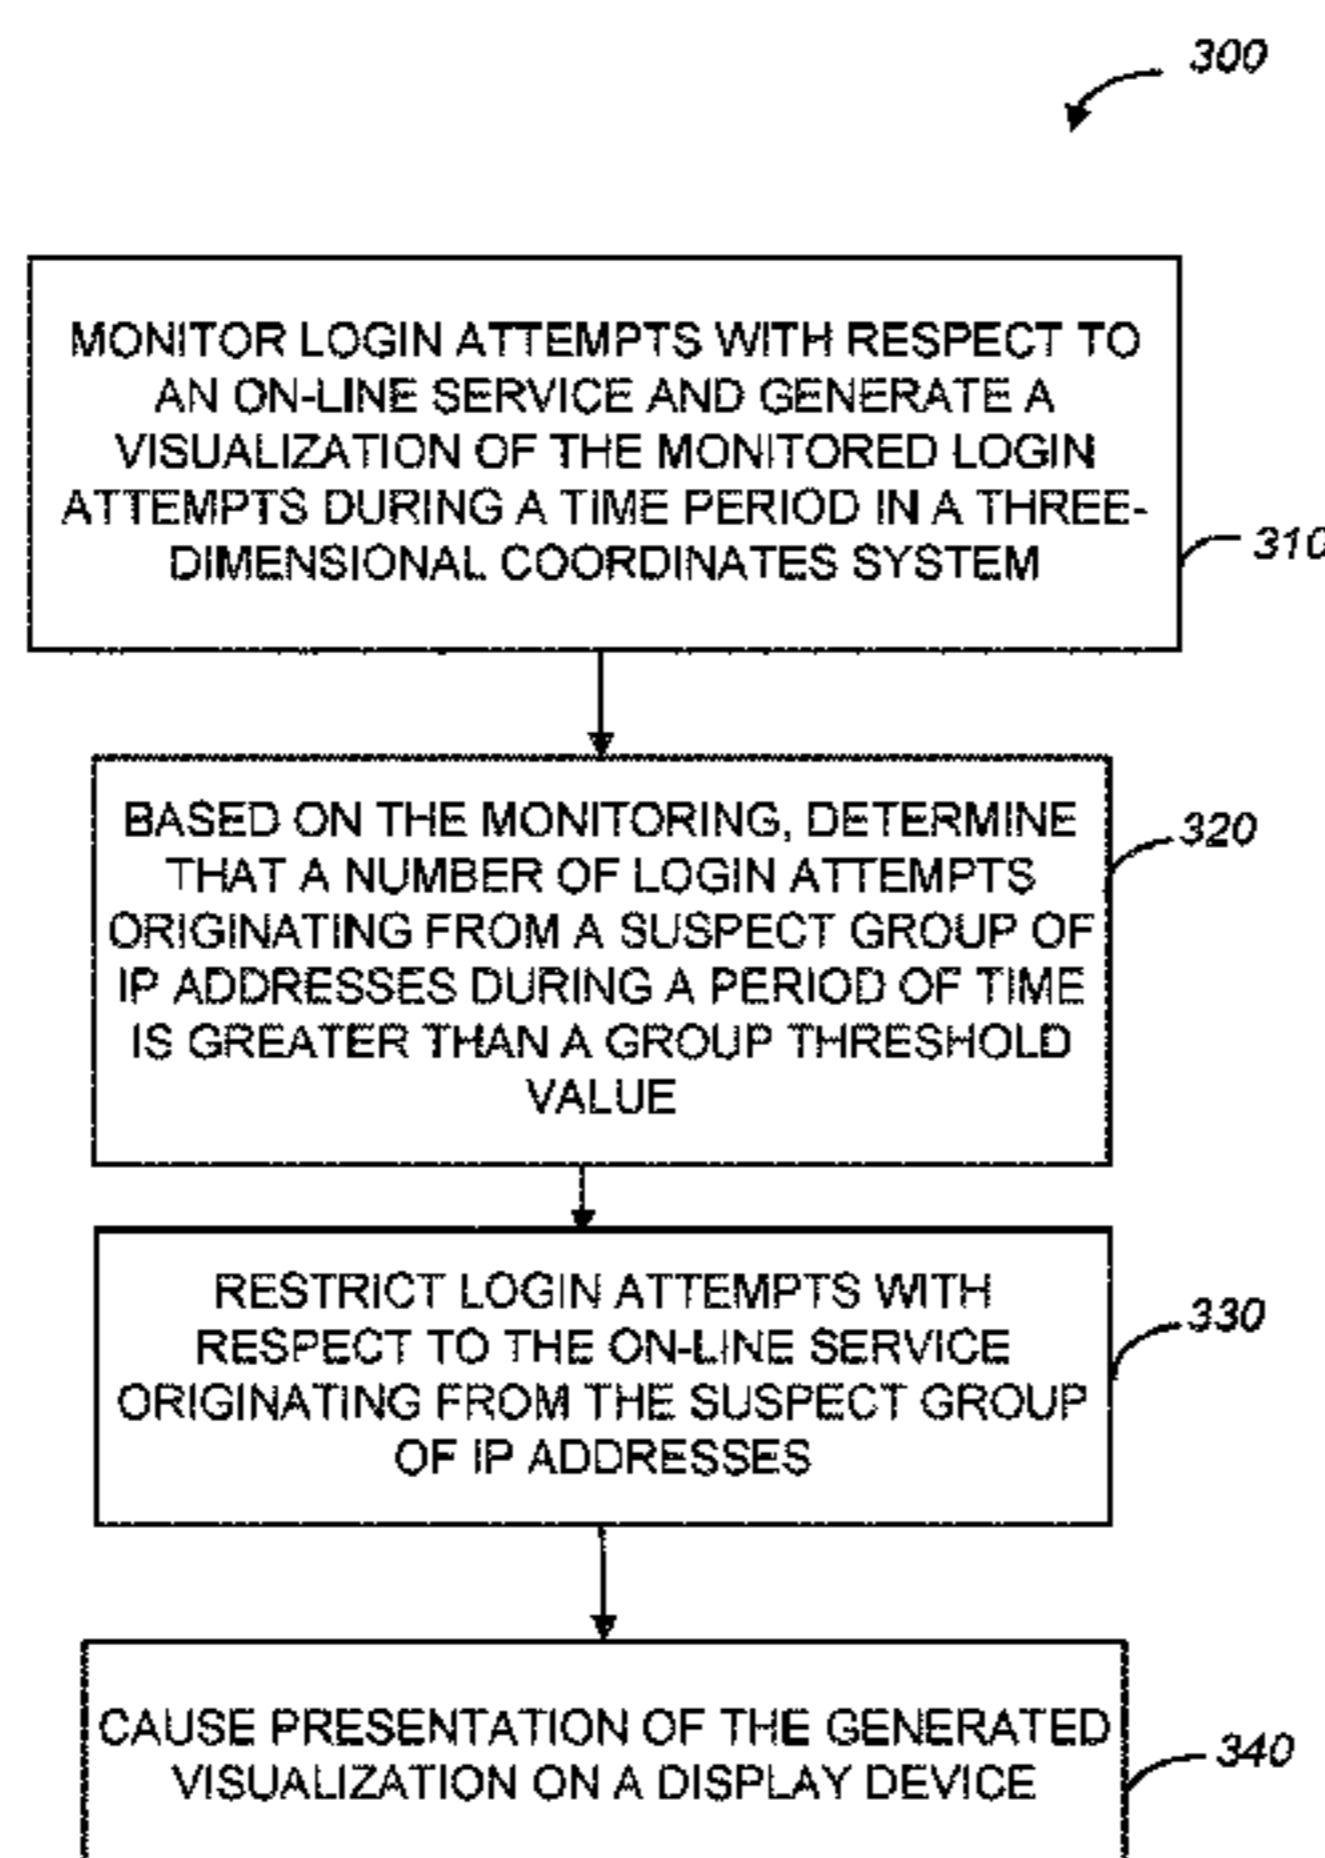 300
MONITOR LOGIN ATTEMPTS WITH RESPECT TO
AN ON-LINE SERVICE AND GENERATE A
VISUALIZATION OF THE MONITORED LOGIN
ATTEMPTS DURING A TIME PERIOD IN A THREE-
DIMENSIONAL COORDINATES SYSTEM
310
BASED ON THE MONITORING, DETERMINE
THAT A NUMBER OF LOGIN ATTEMPTS
ORIGINATING FROM A SUSPECT GROUP OF
IP ADDRESSES DURING A PERIOD OF TIME
IS GREATER THAN A GROUP THRESHOLD
VALUE
320
RESTRICT LOGIN ATTEMPTS WITH
RESPECT TO THE ON-LINE SERVICE
ORIGINATING FROM THE SUSPECT GROUP
OF IP ADDRESSES
330
CAUSE PRESENTATION OF THE GENERATED
VISUALIZATION ON A DISPLAY DEVICE
340